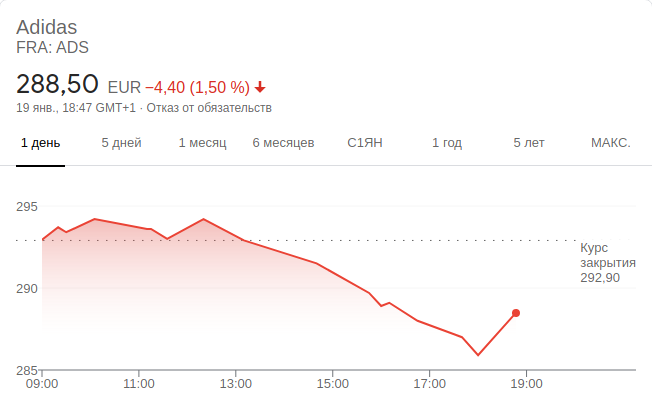 Adidas
FRA: ADS
288,50 EUR −4,40 (1,50 %)
19 янв., 18:47 GMT+1 · Отказ от обязательств
1 день 5 дней 1 месяц 6 месяцев С1ЯН 1 год 5 лет МАКС.
295
Курс
закрытия
292,90
290
285
09:00 11:00 13:00 15:00 17:00 19:00